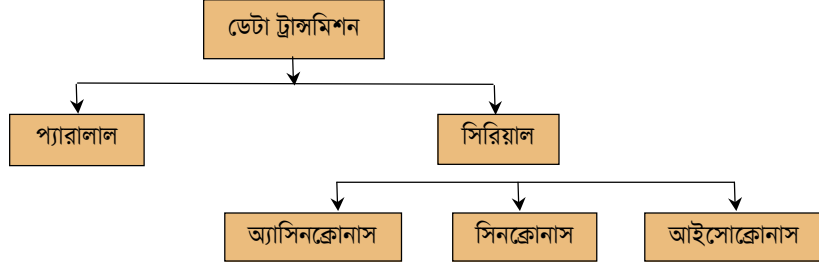 ডেটা ট্রান্সমিশন
প্যারালাল
সিরিয়াল
অ্যাসিনক্রোনাস
সিনক্রোনাস
আইসোক্রোনাস